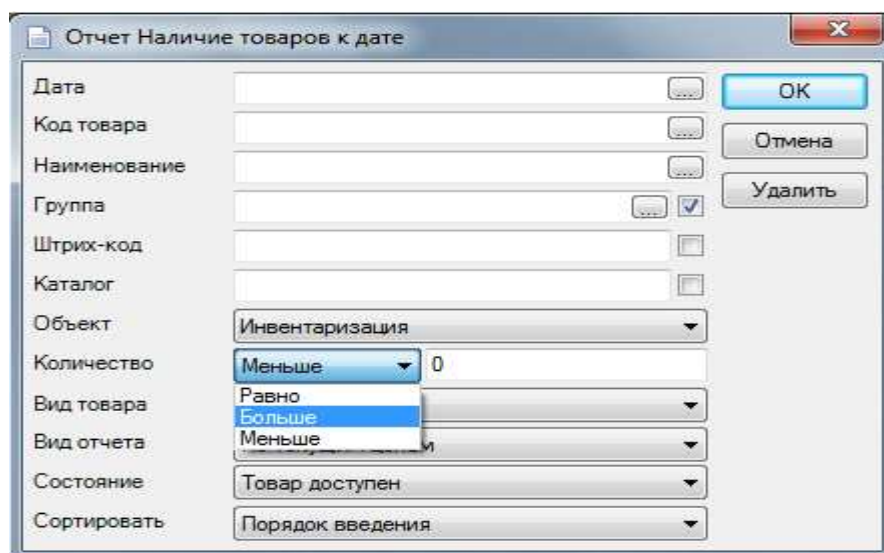 Отчет Наличие товаров к дате
Дата ...
OK
Код товара ...
Отмена
Наименование ...
Удалить
Группа ...
Штрих-код
Каталог
Объект Инвентаризация
Количество Меньше 0
Равно
Вид товара
Больше
Меньше
Вид отчета
Состояние Товар доступен
Сортировать Порядок введения